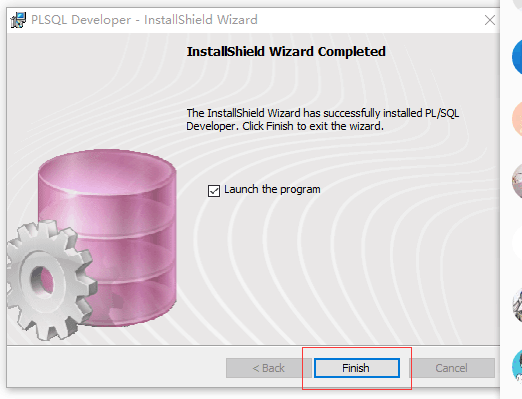 PLSQL Developer - InstallShield Wizard
InstallShield Wizard Completed
The InstallShield Wizard has successfully installed PL/SQL
Developer. Click Finish to exit the wizard.
Launch the program
< Back
Finish
Cancel